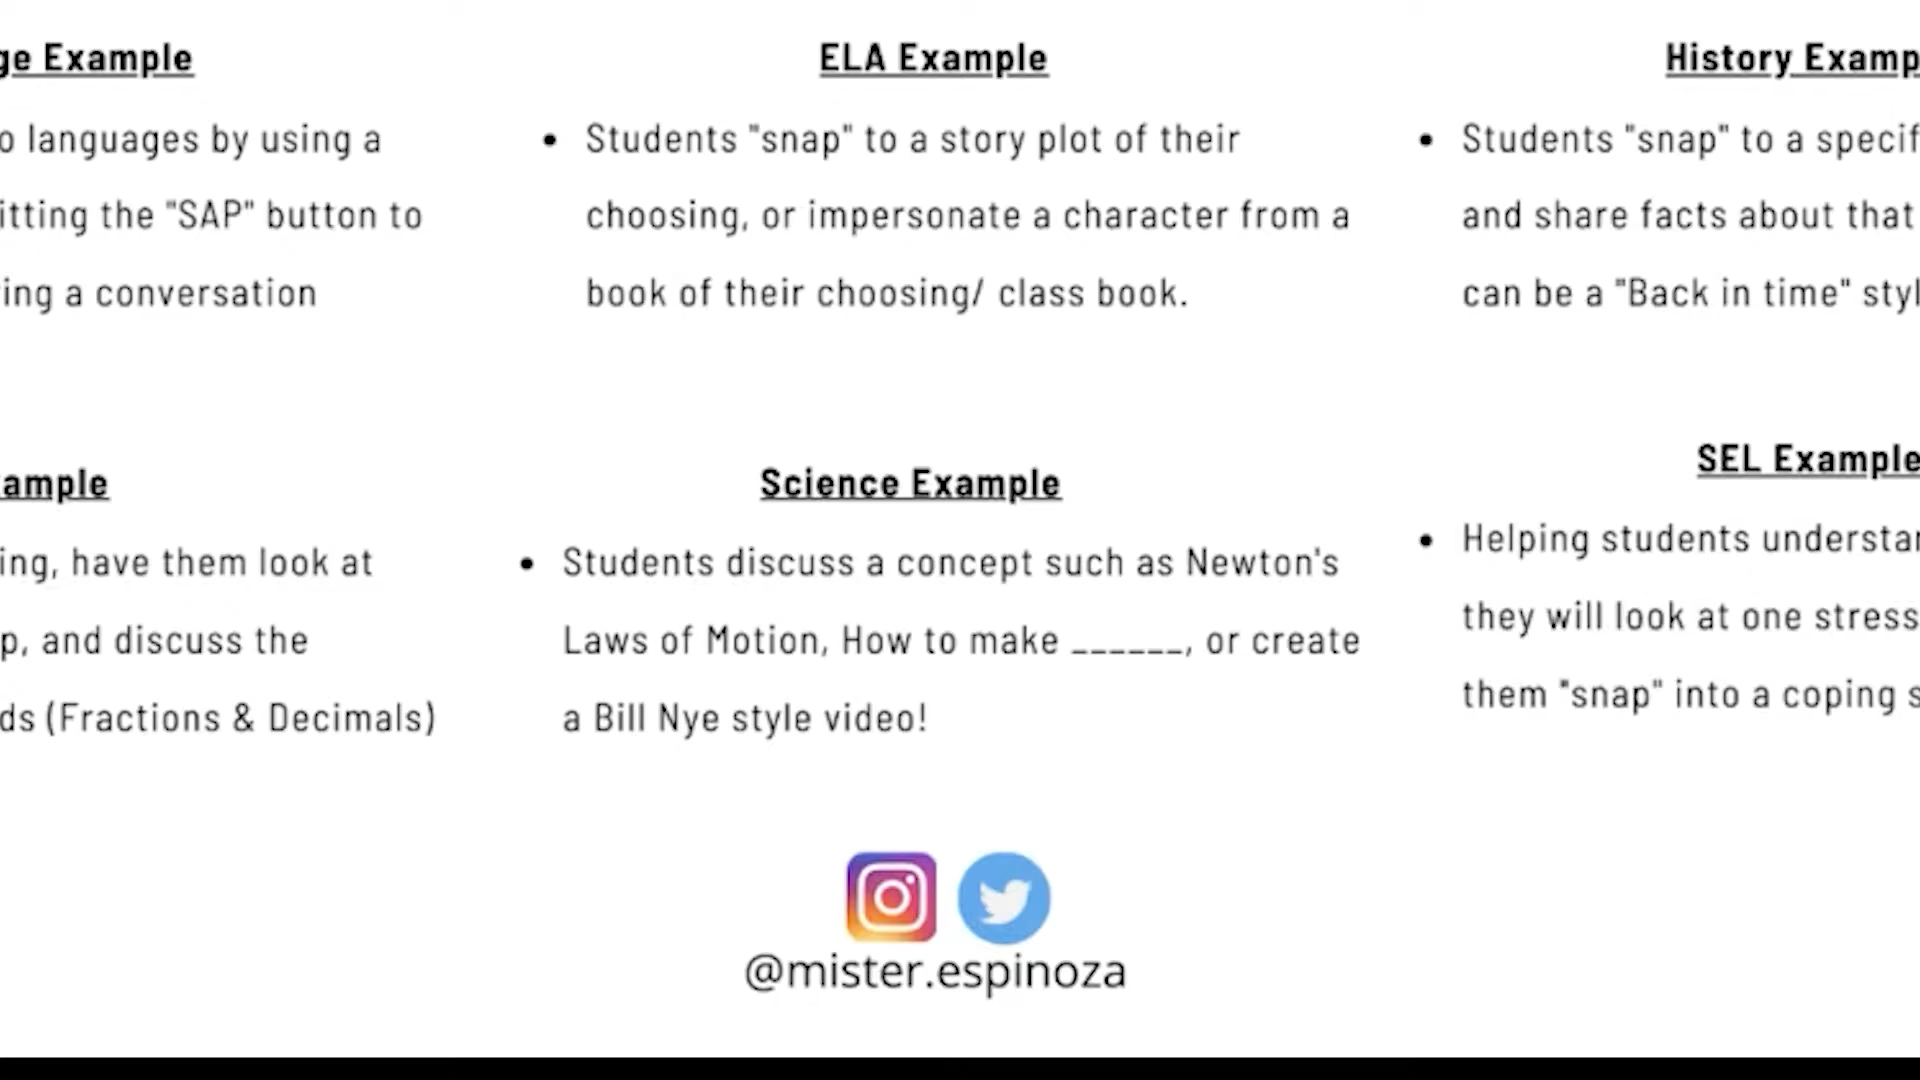 ge Example
o languages by using a
itting the "SAP" button to
ing a conversation
ELA Example
• Students "snap" to a story plot of their
choosing, or impersonate a character from a
book of their choosing/ class book.
History Examp
• Students "snap" to a specif
and share facts about that
can be a "Back in time" styl
ample
ing, have them look at
p, and discuss the
ds (Fractions & Decimals)
Science Example
• Students discuss a concept such as Newton's
Laws of Motion, How to make ______, or create
a Bill Nye style video!
SEL Example
• Helping students understan
they will look at one stress
them "snap" into a coping s
@mister.espinoza